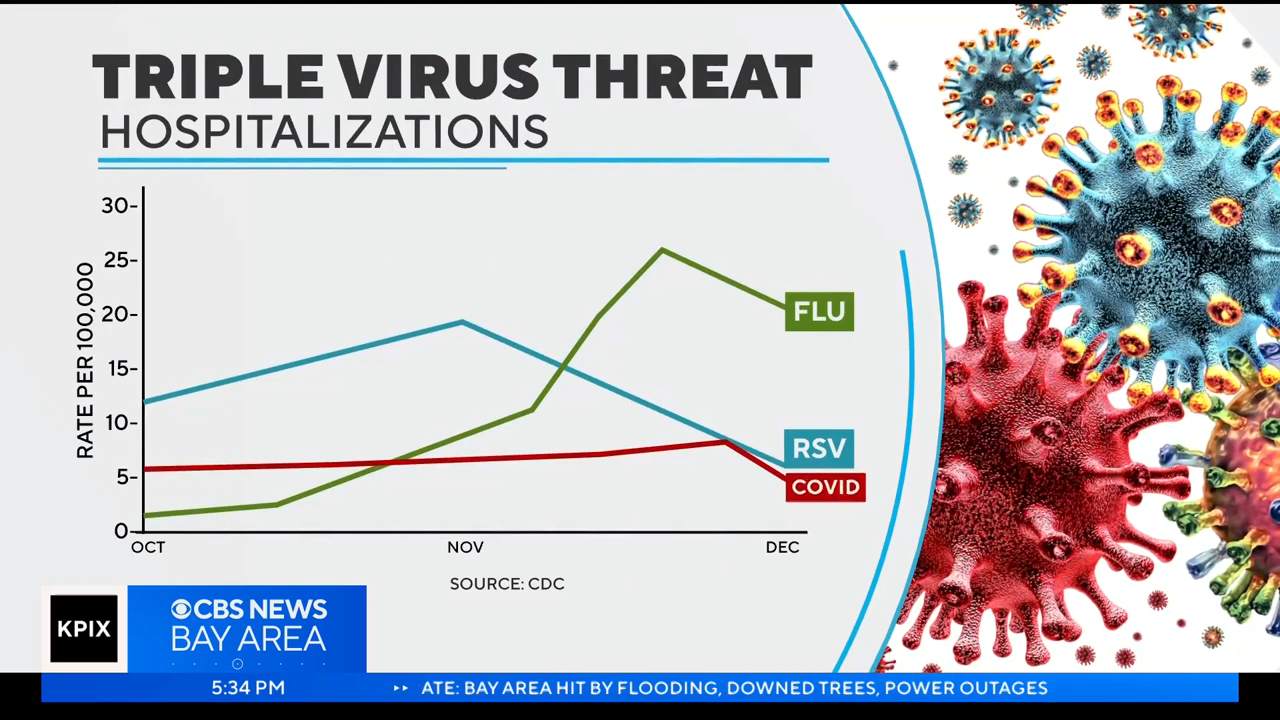 TRIPLE VIRUS THREAT
HOSPITALIZATIONS
RATE PER 100,000
30-
25-
20-
15-
10-
5-
0-
FLU
RSV
COVID
OCT NOV DEC
SOURCE: CDC
KPIX
CBS NEWS
BAY AREA
5:34 PM ATE: BAY AREA HIT BY FLOODING, DOWNED TREES, POWER OUTAGES